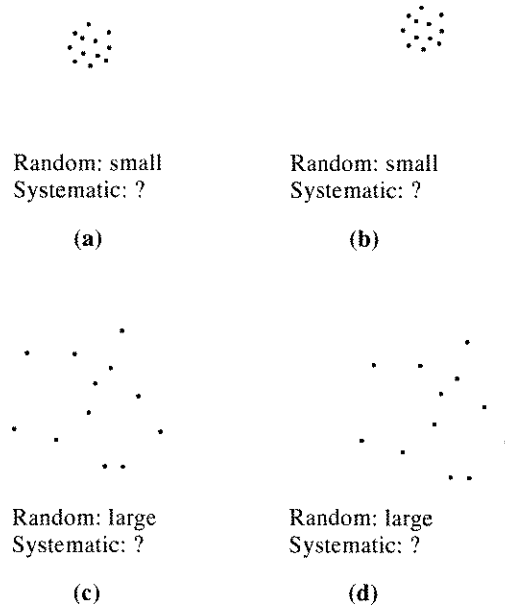 Random: small
Systematic: ?
(a)
Random: small
Systematic: ?
(b)
Random: large
Systematic: ?
(c)
Random: large
Systematic: ?
(d)